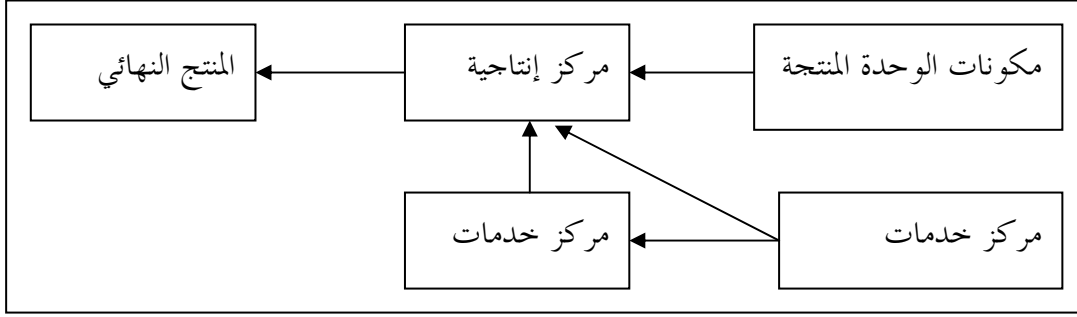 مكونات الوحدة المنتجة
مركز إنتاجية
المنتج النهائي
مركز خدمات
مركز خدمات